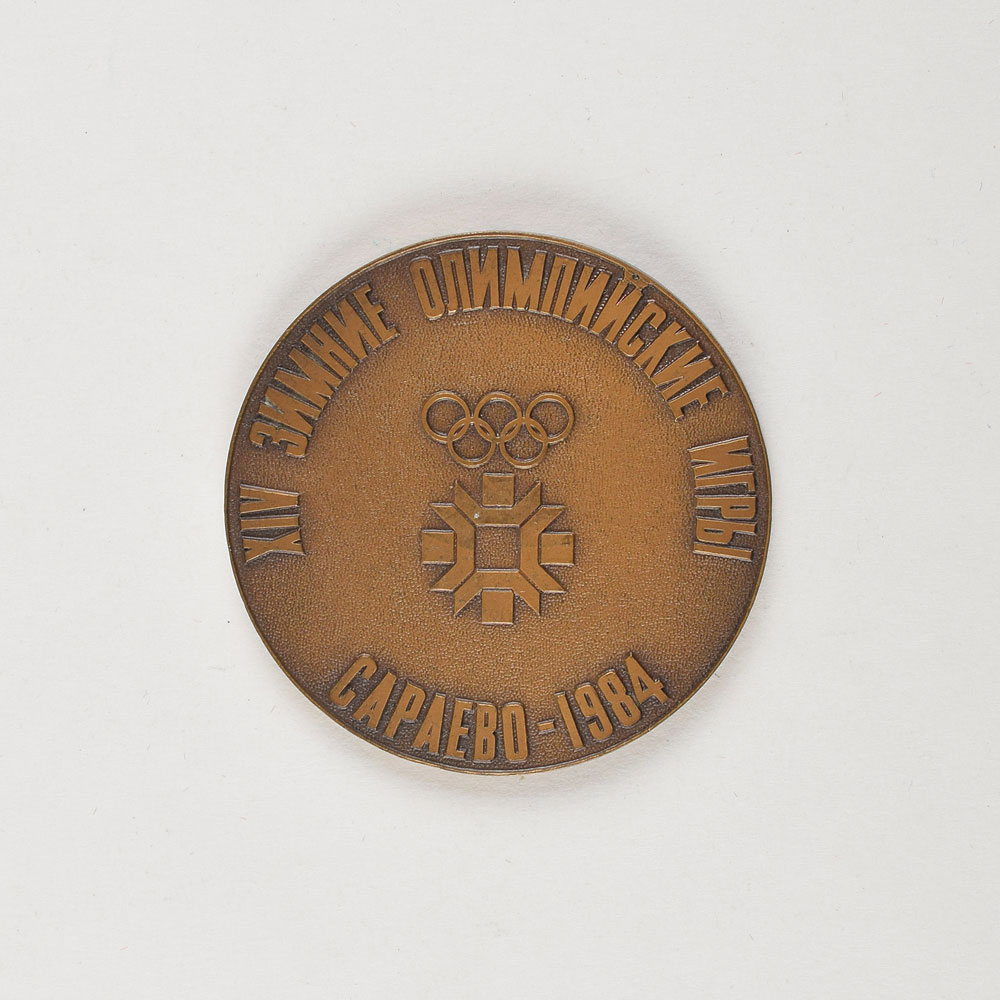 XIV ЗИМНИЕ ОЛИМПИЙСКИЕ ИГРЫ
САРАЕВО - 1984